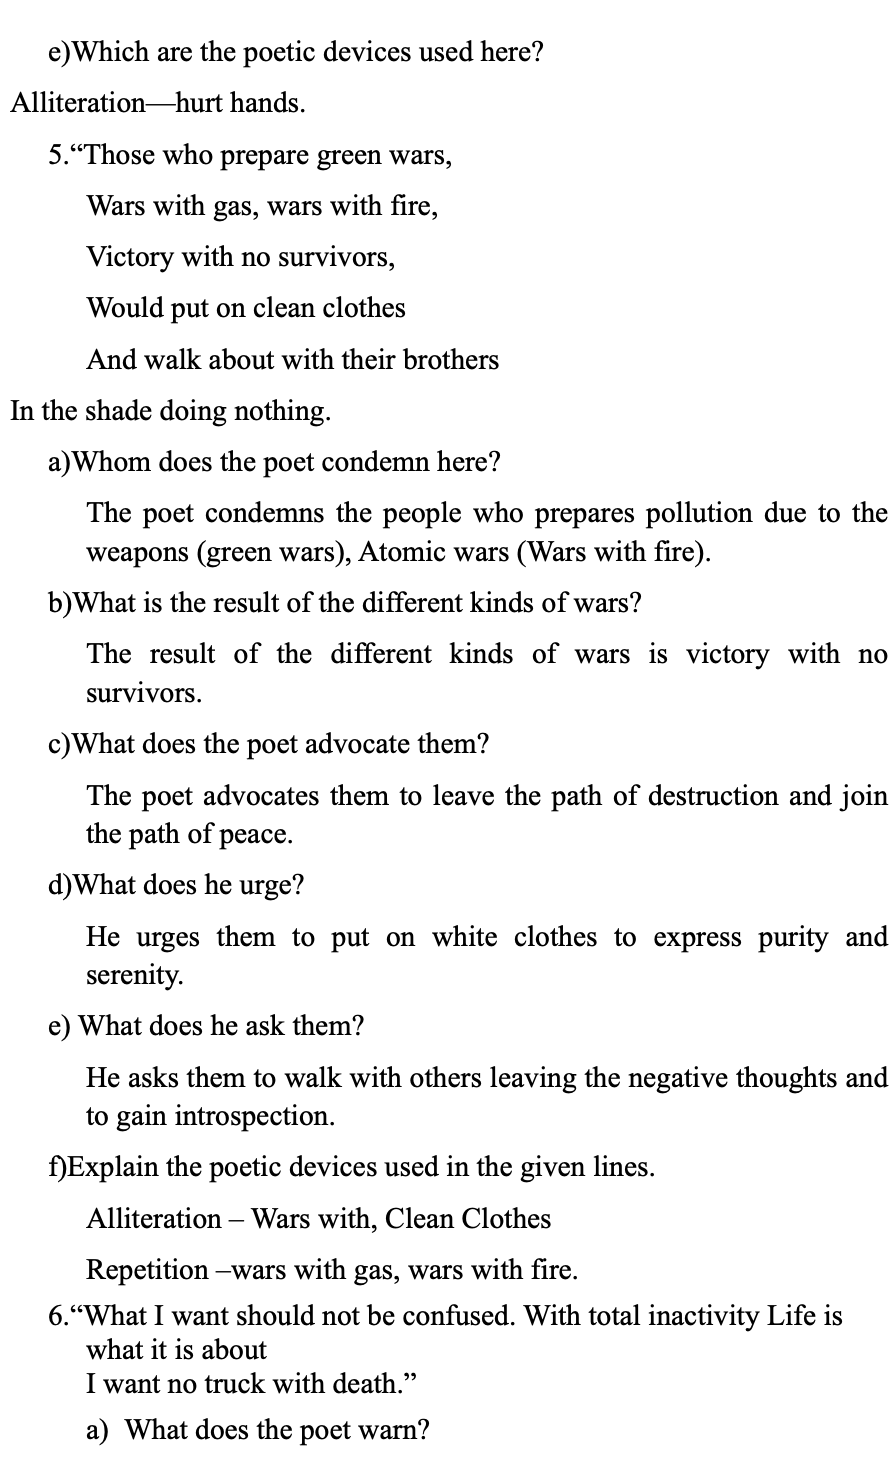 e)Which are the poetic devices used here?
Alliteration—hurt hands.
5.“Those who prepare green wars,
Wars with gas, wars with fire,
Victory with no survivors,
Would put on clean clothes
And walk about with their brothers
In the shade doing nothing.
a)Whom does the poet condemn here?
The poet condemns the people who prepares pollution due to the
weapons (green wars), Atomic wars (Wars with fire).
b)What is the result of the different kinds of wars?
The result of the different kinds of wars is victory with no
survivors.
c)What does the poet advocate them?
The poet advocates them to leave the path of destruction and join
the path of peace.
d)What does he urge?
He urges them to put on white clothes to express purity and
serenity.
e) What does he ask them?
He asks them to walk with others leaving the negative thoughts and
to gain introspection.
f)Explain the poetic devices used in the given lines.
Alliteration – Wars with, Clean Clothes
Repetition –wars with gas, wars with fire.
6.“What I want should not be confused. With total inactivity Life is
what it is about
I want no truck with death.”
a) What does the poet warn?